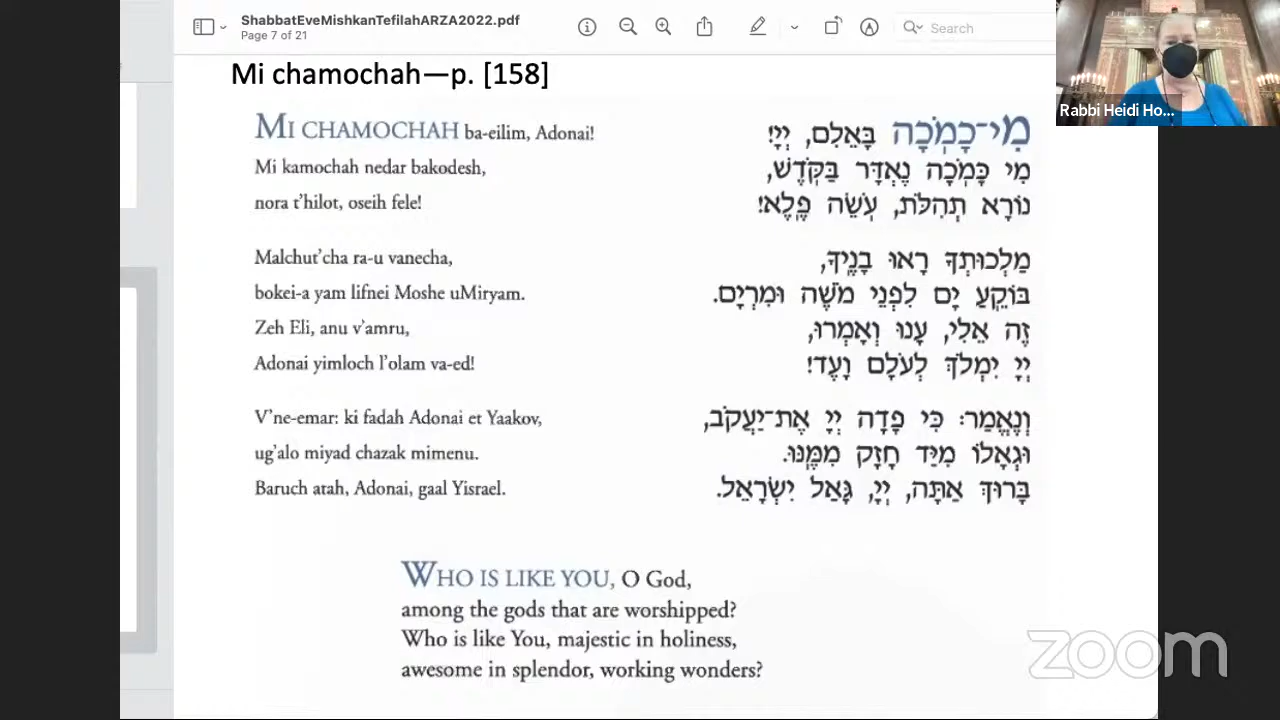 ShabbatEveMishkanTefilahARZA2022.pdf
Page 7 of 21
Search
Rabbi Heidi Ho...
Mi chamochah—p. [158]
MI CHAMOCHAH ba-eilim, Adonai!
Mi kamochah nedar bakodesh,
nora t'hilot, oseih fele!
Malchut'cha ra-u vanecha,
bokei-a yam lifnei Moshe uMiryam.
Zeh Eli, anu v'amru,
Adonai yimloch l'olam va-ed!
V'ne-emar: ki fadah Adonai et Yaakov,
ug'alo miyad chazak mimenu.
Baruch atah, Adonai, gaal Yisrael.
מִי־כָמֹֽכָה בָּאֵלִם, יְיָ!
מִי כָּמֹֽכָה נֶאְדָּר בַּקֹּֽדֶשׁ,
נוֹרָא תְהִלֹּת, עֹֽשֵׂה פֶֽלֶא!
מַלְכוּתְךָ רָאוּ בָנֶֽיךָ,
בּוֹקֵֽעַ יָם לִפְנֵי מֹשֶׁה וּמִרְיָם.
זֶה אֵלִי, עָנוּ וְאָמְרוּ,
יְיָ יִמְלֹךְ לְעֹלָם וָעֶד!
וְנֶאֱמַר: כִּי פָדָה יְיָ אֶת־יַעֲקֹב,
וּגְאָלוֹ מִיַּד חָזָק מִמֶּֽנּוּ.
בָּרוּךְ אַתָּה, יְיָ, גָּאַל יִשְׂרָאֵל.
WHO IS LIKE YOU, O God,
among the gods that are worshipped?
Who is like You, majestic in holiness,
awesome in splendor, working wonders?
zoom